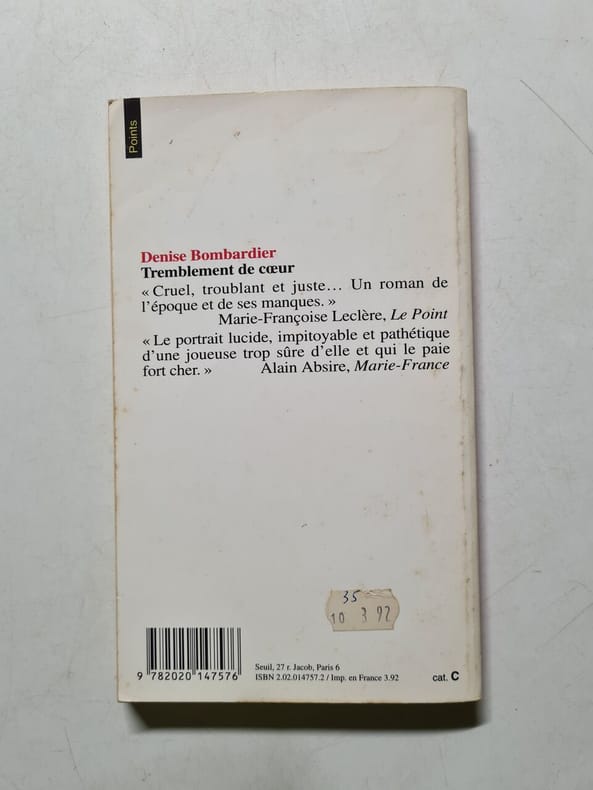 Points
Denise Bombardier
Tremblement de cœur
« Cruel, troublant et juste… Un roman de
l'époque et de ses manques. »
Marie-Françoise Leclère, Le Point
« Le portrait lucide, impitoyable et pathétique
d'une joueuse trop sûre d'elle et qui le paie
fort cher. » Alain Absire, Marie-France
35
10 3 92
9 782020 147576
Seuil, 27 r. Jacob, Paris 6
ISBN 2.02.014757.2 / Imp. en France 3.92
cat. C